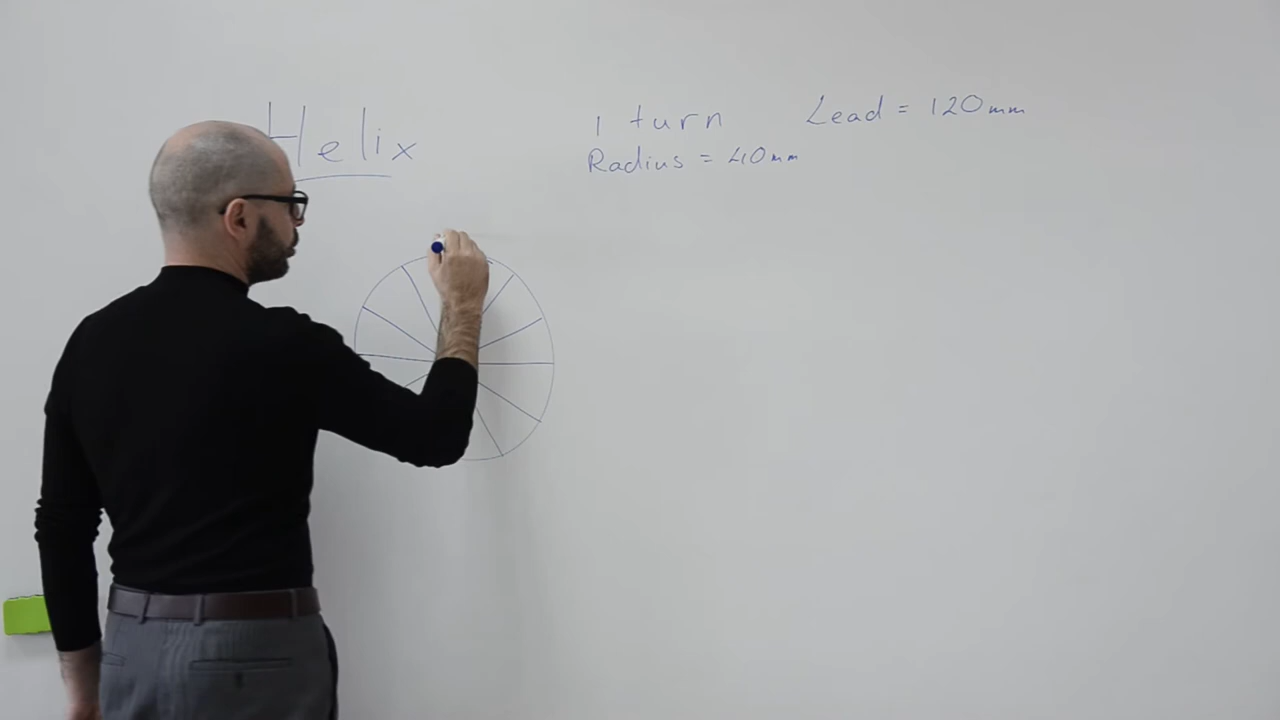 Helix
1 turn Lead = 120mm
Radius = 40mm